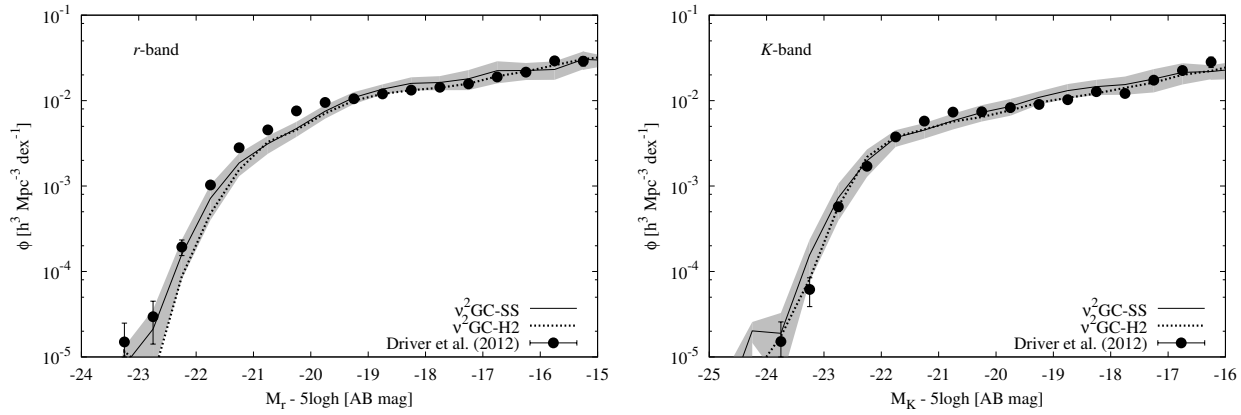 r-band
10^-1
10^-2
10^-3
10^-4
10^-5
ϕ [h^3 Mpc^-3 dex^-1]
ν^2GC-SS
ν^2GC-H2
Driver et al. (2012)
-24 -23 -22 -21 -20 -19 -18 -17 -16 -15
M_r - 5logh [AB mag]
K-band
10^-1
10^-2
10^-3
10^-4
10^-5
ϕ [h^3 Mpc^-3 dex^-1]
ν^2GC-SS
ν^2GC-H2
Driver et al. (2012)
-25 -24 -23 -22 -21 -20 -19 -18 -17 -16
M_K - 5logh [AB mag]